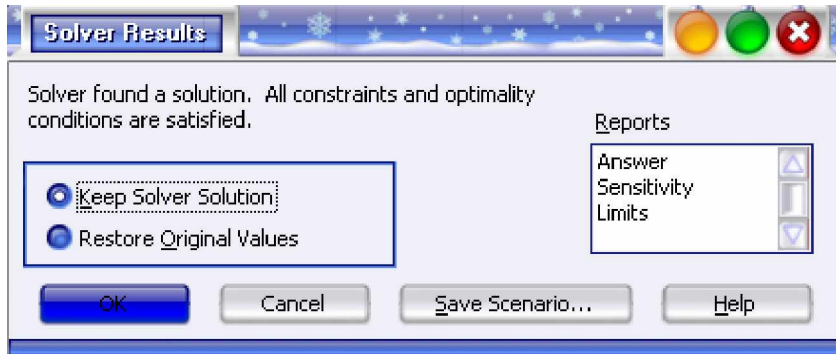 Solver Results
Solver found a solution. All constraints and optimality
conditions are satisfied.
Reports
Answer
Sensitivity
Limits
Keep Solver Solution
Restore Original Values
OK
Cancel
Save Scenario...
Help